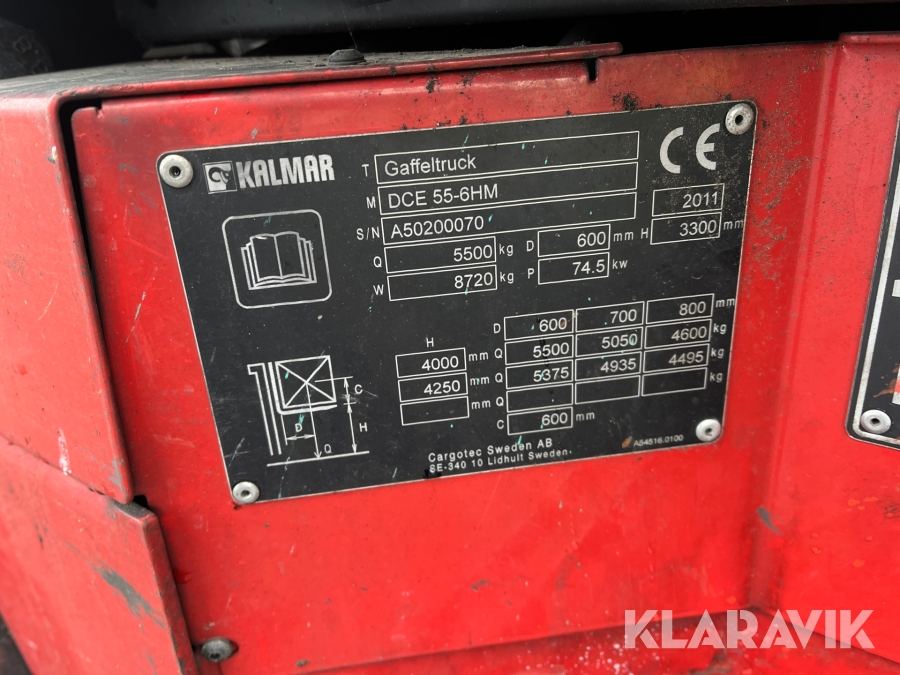 KALMAR
T Gaffeltruck
M DCE 55-6HM
S/N A50200070 2011
Q 5500 kg D 600 mm H 3300 mm
W 8720 kg P 74.5 kw
D 600 700 800 mm
H 4000 mm Q 5500 5050 4600 kg
4250 mm Q 5375 4935 4495 kg
mm Q kg
C 600 mm
C
D
H
Q
Cargotec Sweden AB
SE-340 10 Lidhult Sweden.
A54516.0100
CE
KLARAVIK